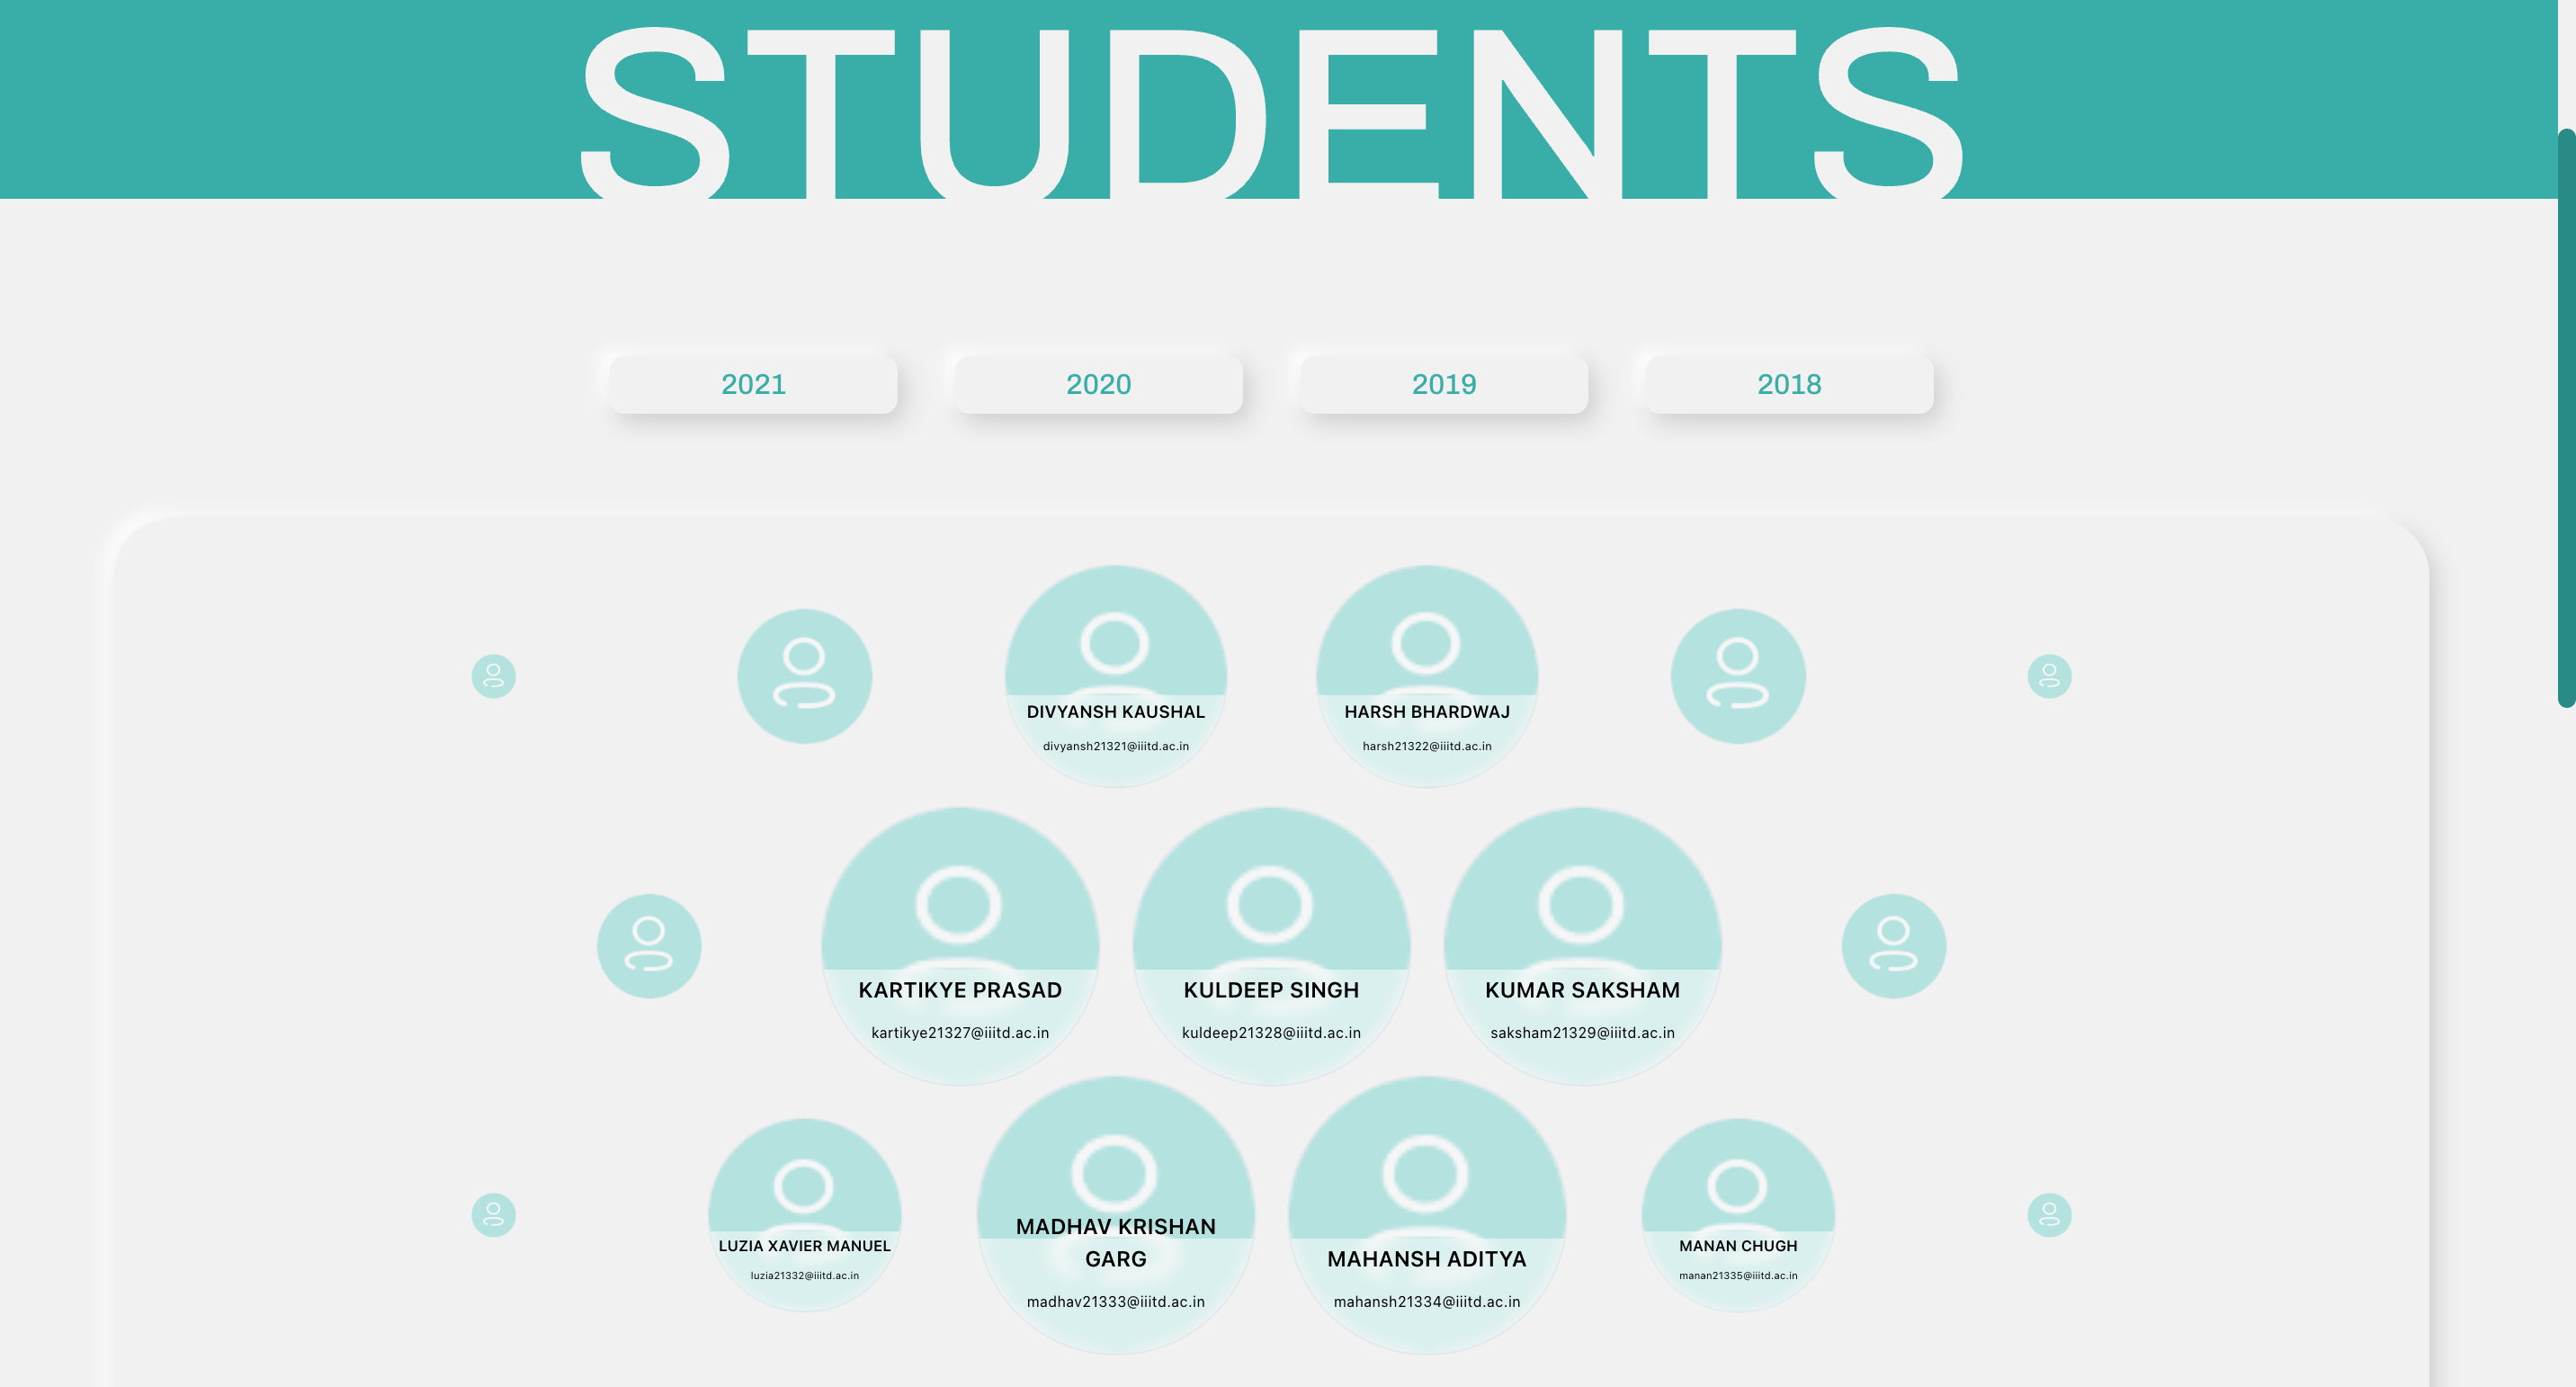 STUDENTS
2021
2020
2019
2018
DIVYANSH KAUSHAL
divyansh21321@iiitd.ac.in
HARSH BHARDWAJ
harsh21322@iiitd.ac.in
KARTIKYE PRASAD
kartikye21327@iiitd.ac.in
KULDEEP SINGH
kuldeep21328@iiitd.ac.in
KUMAR SAKSHAM
saksham21329@iiitd.ac.in
LUZIA XAVIER MANUEL
luzia21332@iiitd.ac.in
MADHAV KRISHAN
GARG
madhav21333@iiitd.ac.in
MAHANSH ADITYA
mahansh21334@iiitd.ac.in
MANAN CHUGH
manan21335@iiitd.ac.in